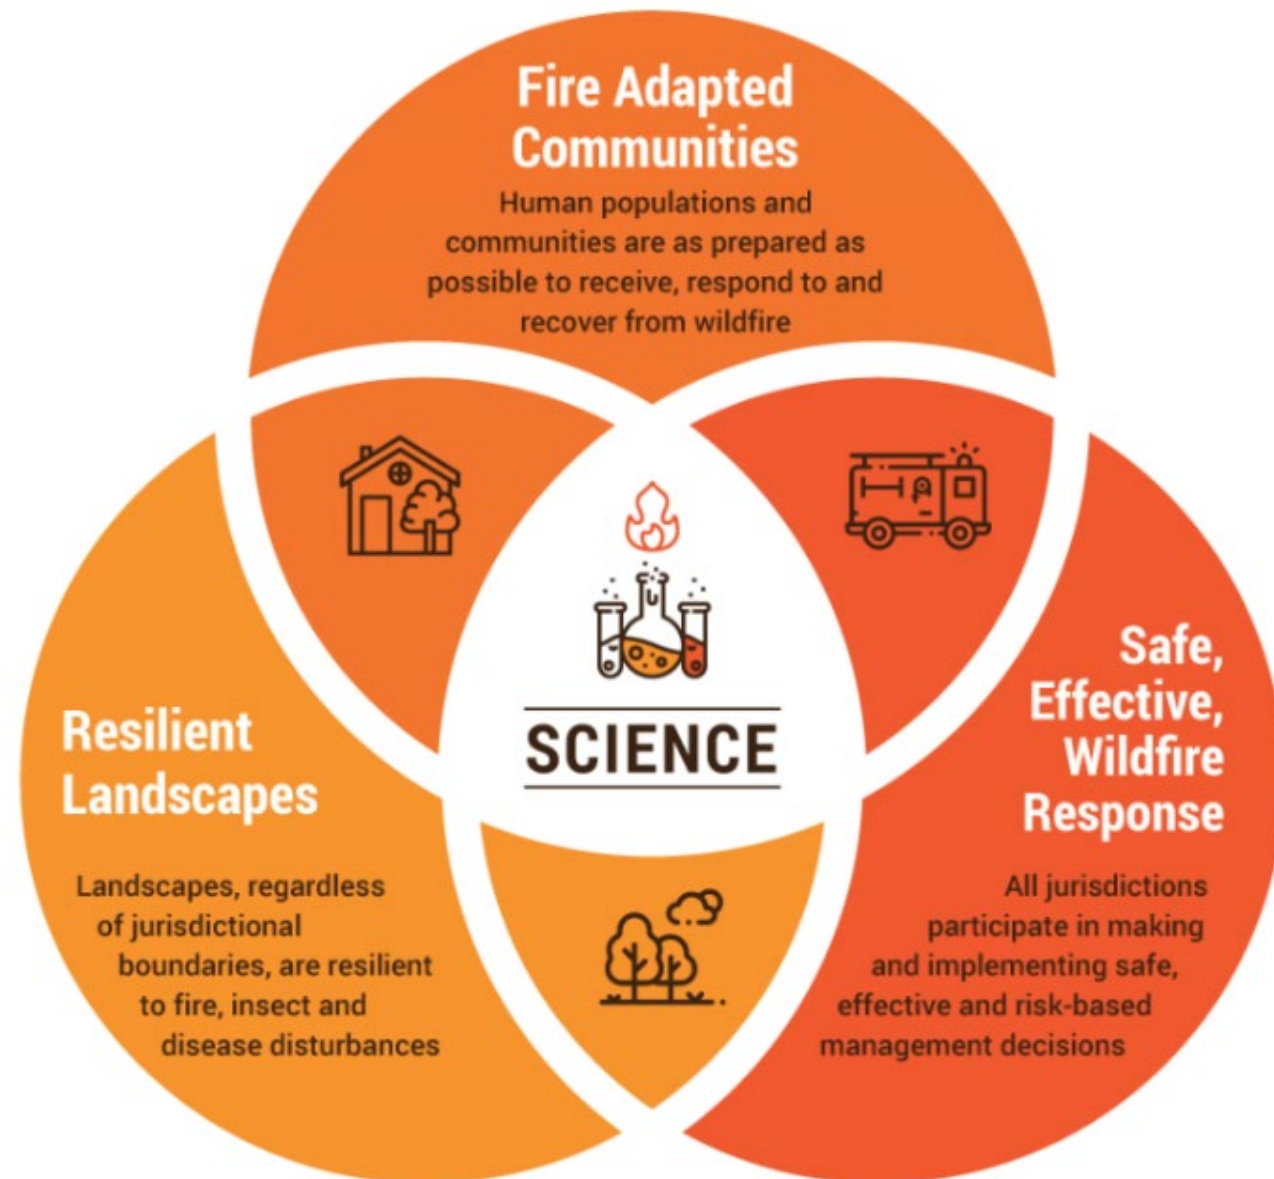 Fire Adapted
Communities
Human populations and
communities are as prepared as
possible to receive, respond to and
recover from wildfire
SCIENCE
Resilient
Landscapes
Landscapes, regardless
of jurisdictional
boundaries, are resilient
to fire, insect and
disease disturbances
Safe,
Effective,
Wildfire
Response
All jurisdictions
participate in making
and implementing safe,
effective and risk-based
management decisions